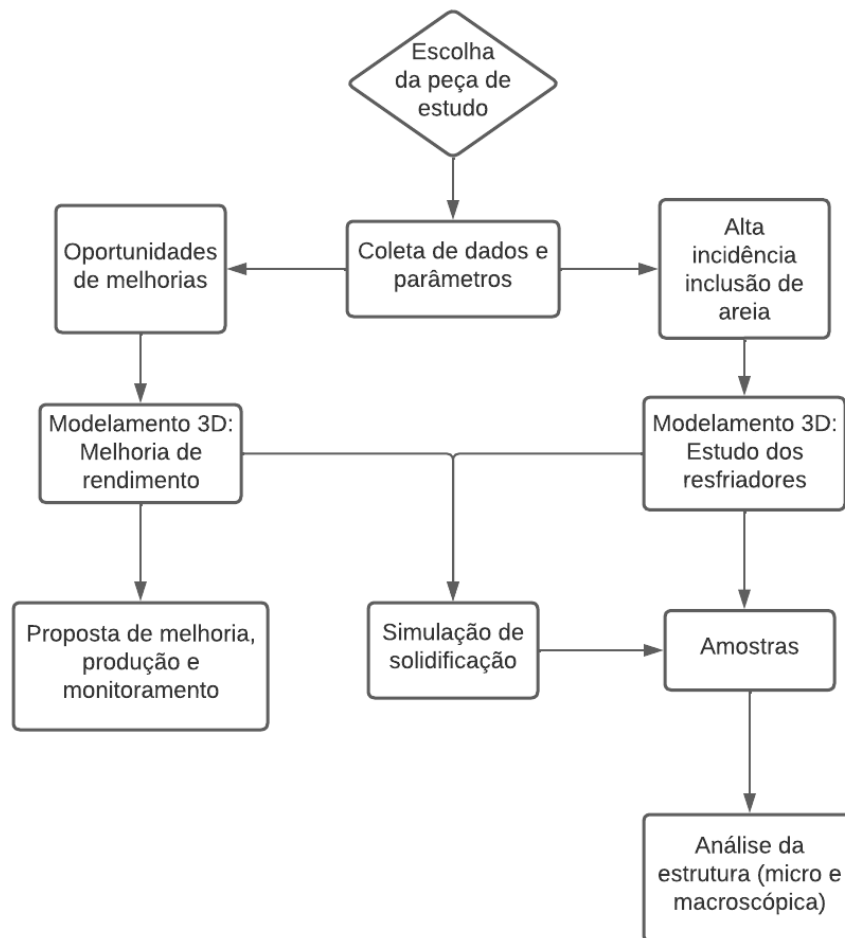 Escolha
da peça de
estudo
Oportunidades
de melhorias
Coleta de dados e
parâmetros
Alta
incidência
inclusão de
areia
Modelamento 3D:
Melhoria de
rendimento
Modelamento 3D:
Estudo dos
resfriadores
Proposta de melhoria,
produção e
monitoramento
Simulação de
solidificação
Amostras
Análise da
estrutura (micro e
macroscópica)